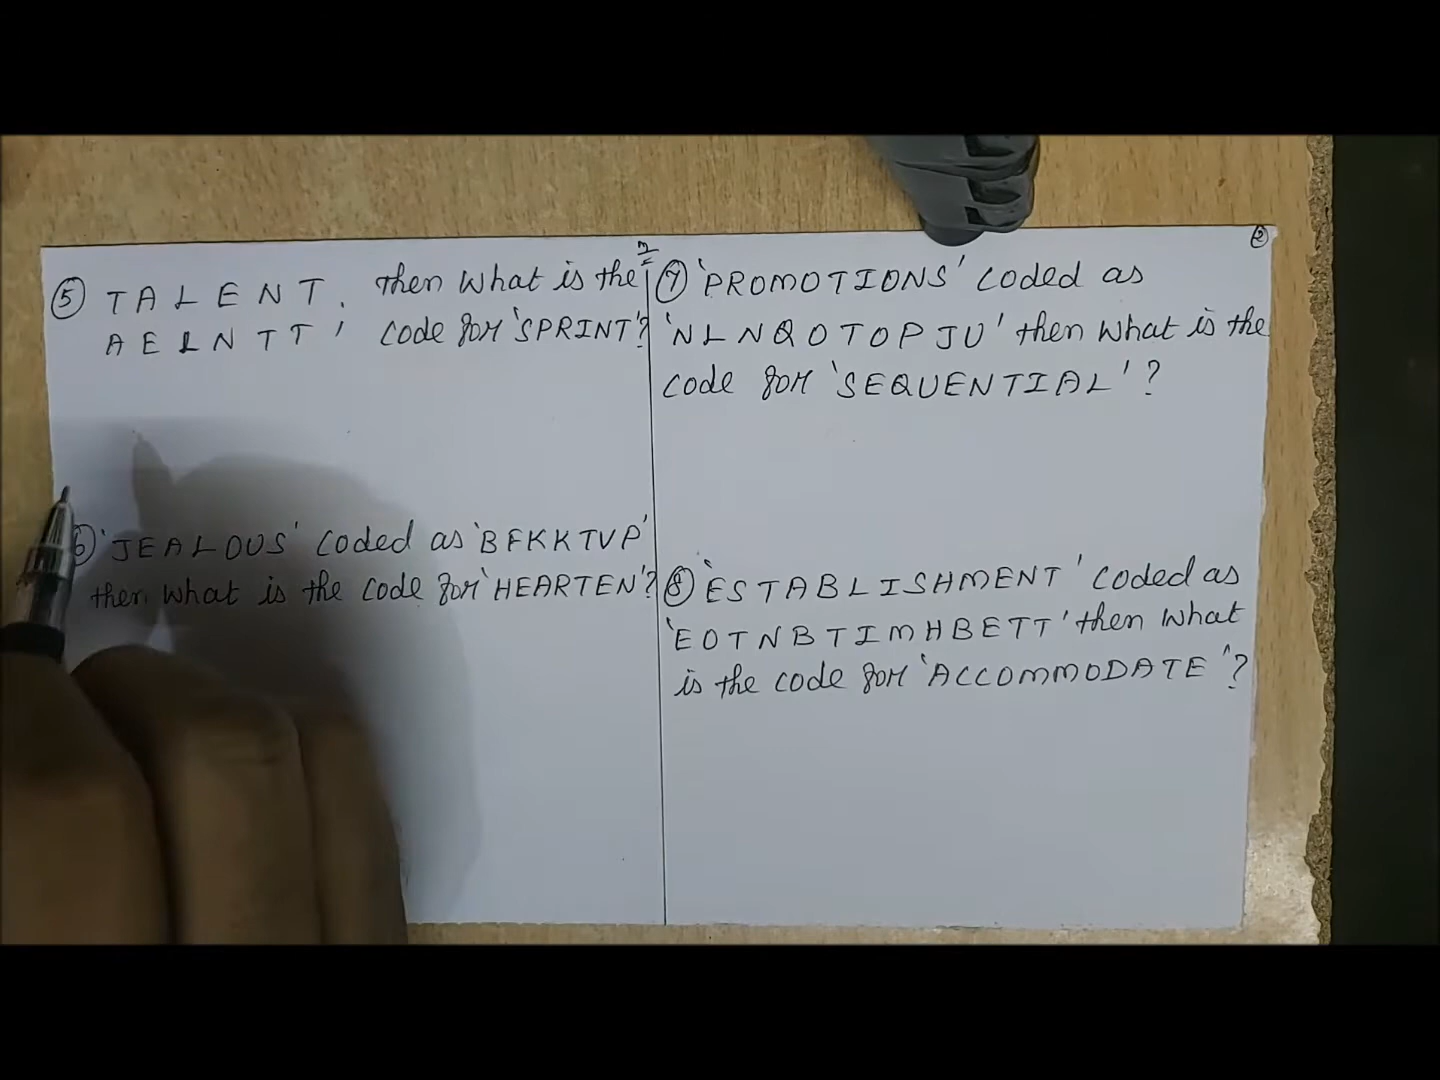 2
⑤ TALENT, then what is the
AELNTT, code for 'SPRINT'?
⑥ 'JEALOUS' coded as 'BFKKTVP'
then what is the code for 'HEARTEN'?
⑦ 'PROMOTIONS' coded as
'NLNQOTOPJU' then what is the
code for 'SEQUENTIAL'?
⑧ 'ESTABLISHMENT' coded as
'EOTNBTIMHBETT' then what
is the code for 'ACCOMMODATE'?